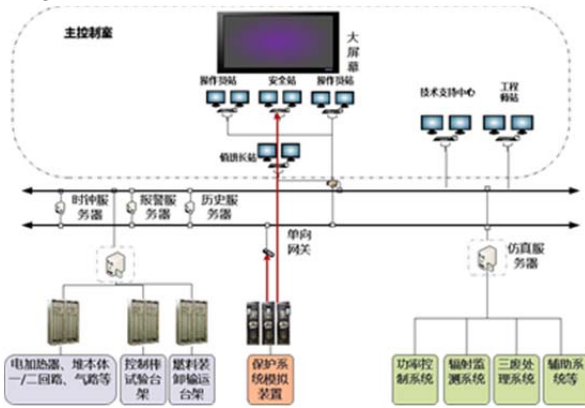 主控制室
大
屏
幕
操作员站
安全站
操作员站
技术支持中心
工程
师站
值班长站
时钟服
务器
报警服
务器
历史服
务器
单向
网关
仿真服
务器
电加热器、堆本体
一/二回路、气路等
控制棒
试验台
架
燃料装
卸输运
台架
保护系
统模拟
装置
功率控
制系统
辐射监
测系统
三废处
理系统
辅助系
统等